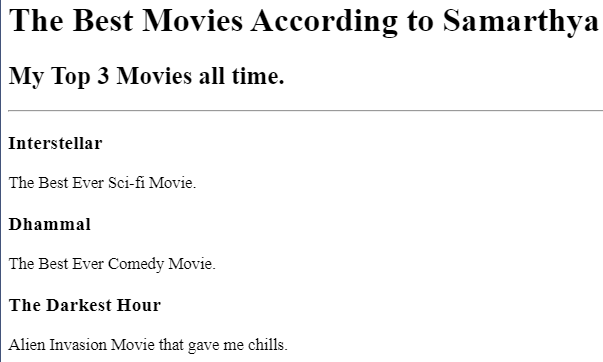 The Best Movies According to Samarthya
My Top 3 Movies all time.
Interstellar
The Best Ever Sci-fi Movie.
Dhammal
The Best Ever Comedy Movie.
The Darkest Hour
Alien Invasion Movie that gave me chills.